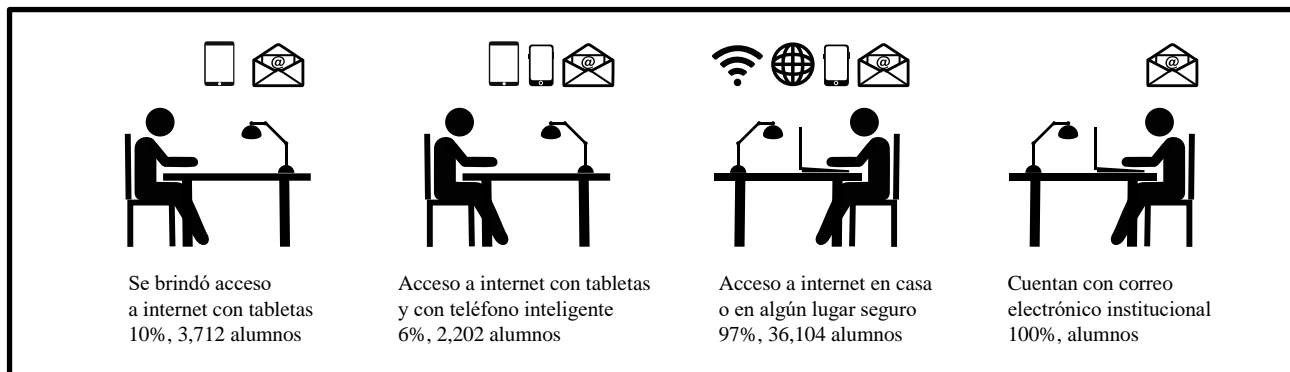 @
@
@
@
Se brindó acceso
a internet con tabletas
10%, 3,712 alumnos
Acceso a internet con tabletas
y con teléfono inteligente
6%, 2,202 alumnos
Acceso a internet en casa
o en algún lugar seguro
97%, 36,104 alumnos
Cuentan con correo
electrónico institucional
100%, alumnos